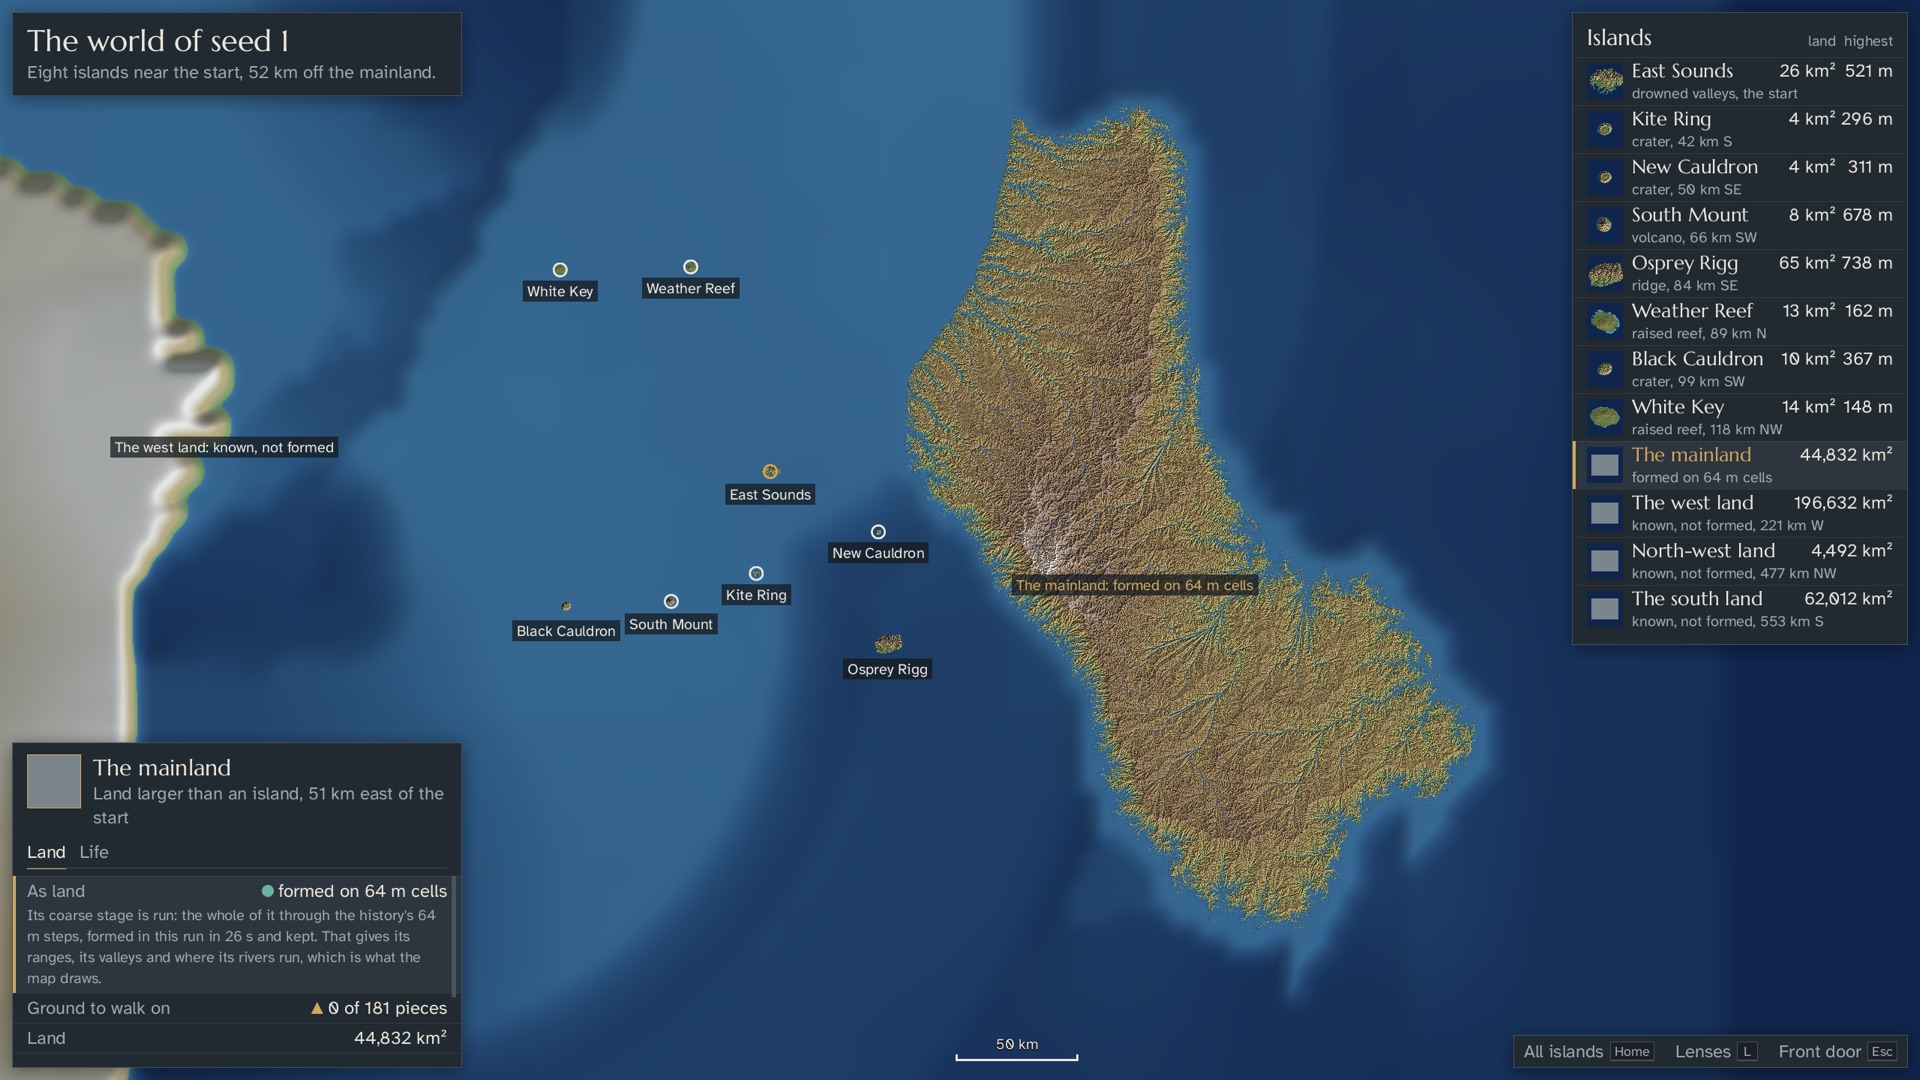 The world of seed 1
Eight islands near the start, 52 km off the mainland.
Islands
land highest
East Sounds 26 km² 521 m
drowned valleys, the start
Kite Ring 4 km² 296 m
crater, 42 km S
New Cauldron 4 km² 311 m
crater, 50 km SE
South Mount 8 km² 678 m
volcano, 66 km SW
Osprey Rigg 65 km² 738 m
ridge, 84 km SE
Weather Reef 13 km² 162 m
raised reef, 89 km N
Black Cauldron 10 km² 367 m
crater, 99 km SW
White Key 14 km² 148 m
raised reef, 118 km NW
The mainland 44,832 km²
formed on 64 m cells
The west land 196,632 km²
known, not formed, 221 km W
North-west land 4,492 km²
known, not formed, 477 km NW
The south land 62,012 km²
known, not formed, 553 km S
White Key
Weather Reef
The west land: known, not formed
East Sounds
New Cauldron
The mainland: formed on 64 m cells
Kite Ring
South Mount
Black Cauldron
Osprey Rigg
The mainland
Land larger than an island, 51 km east of the
start
Land Life
As land formed on 64 m cells
Its coarse stage is run: the whole of it through the history's 64
m steps, formed in this run in 26 s and kept. That gives its
ranges, its valleys and where its rivers run, which is what the
map draws.
Ground to walk on 0 of 181 pieces
Land 44,832 km²
50 km
All islands Home Lenses L Front door Esc